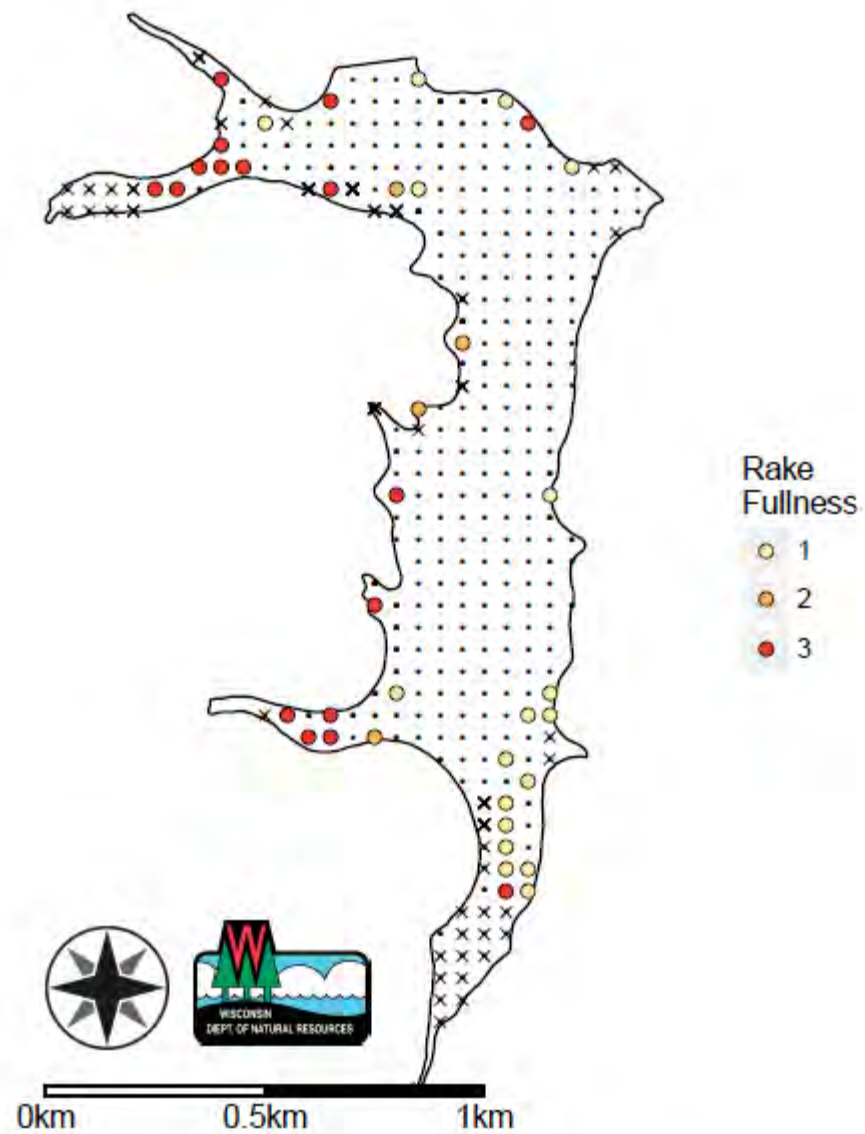 Rake
Fullness
1
2
3
W
WISCONSIN
DEPT. OF NATURAL RESOURCES
0km 0.5km 1km